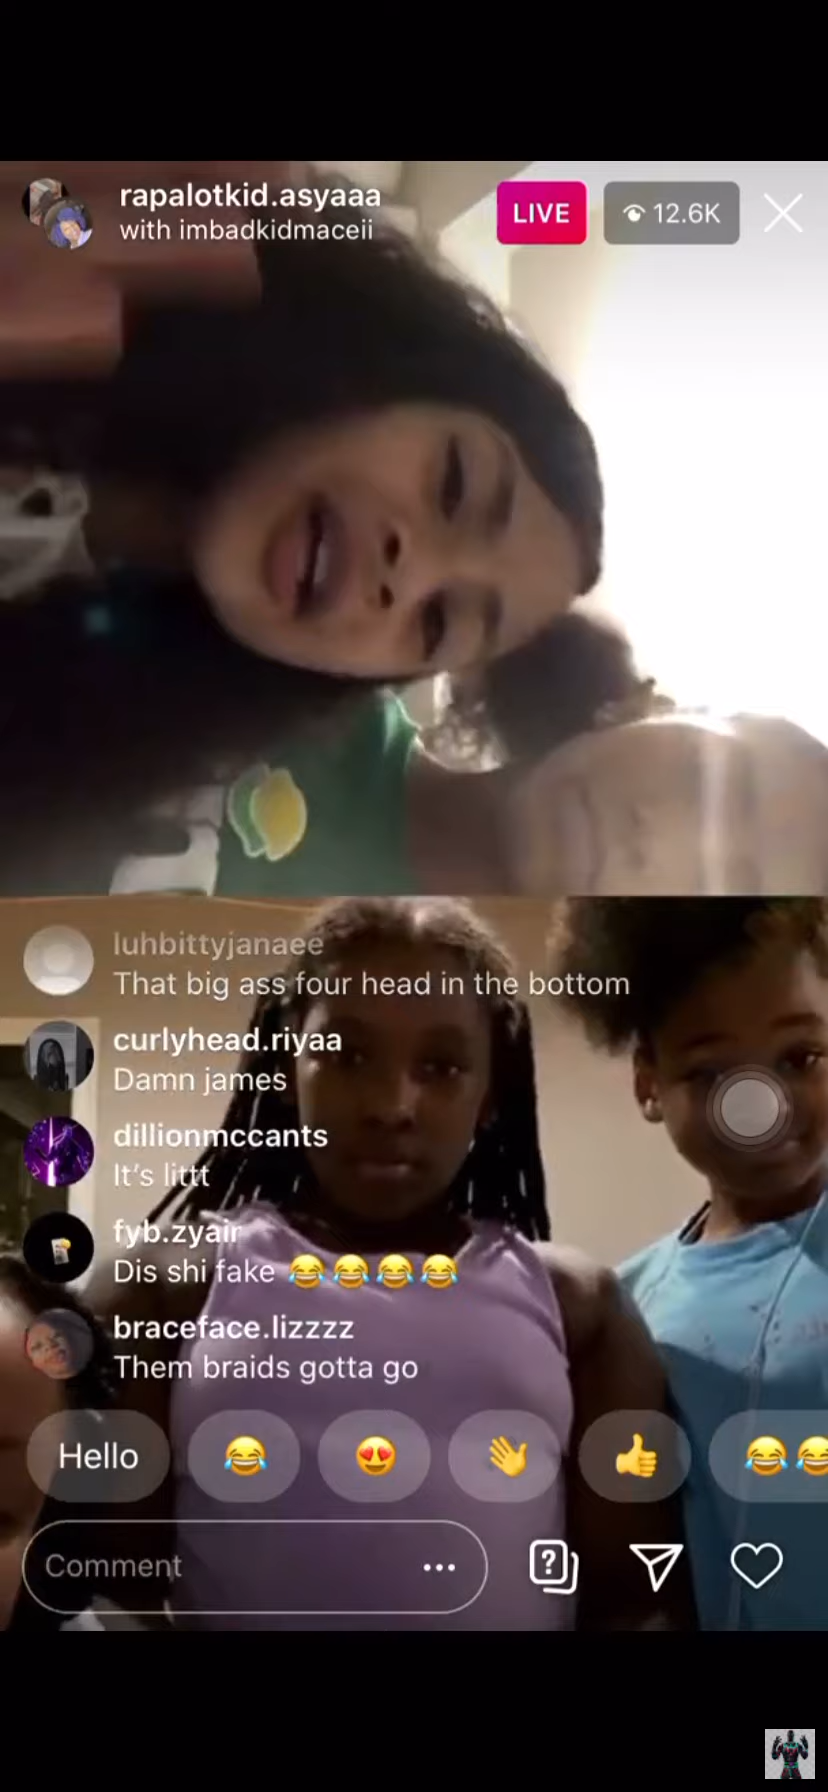 rapalotkid.asyaaa
with imbadkidmaceii
LIVE
12.6K
luhbittyjanaee
That big ass four head in the bottom
curlyhead.riyaa
Damn james
dillionmccants
It's littt
fyb.zyair
Dis shi fake 😂😂😂😂
braceface.lizzzz
Them braids gotta go
Hello
Comment